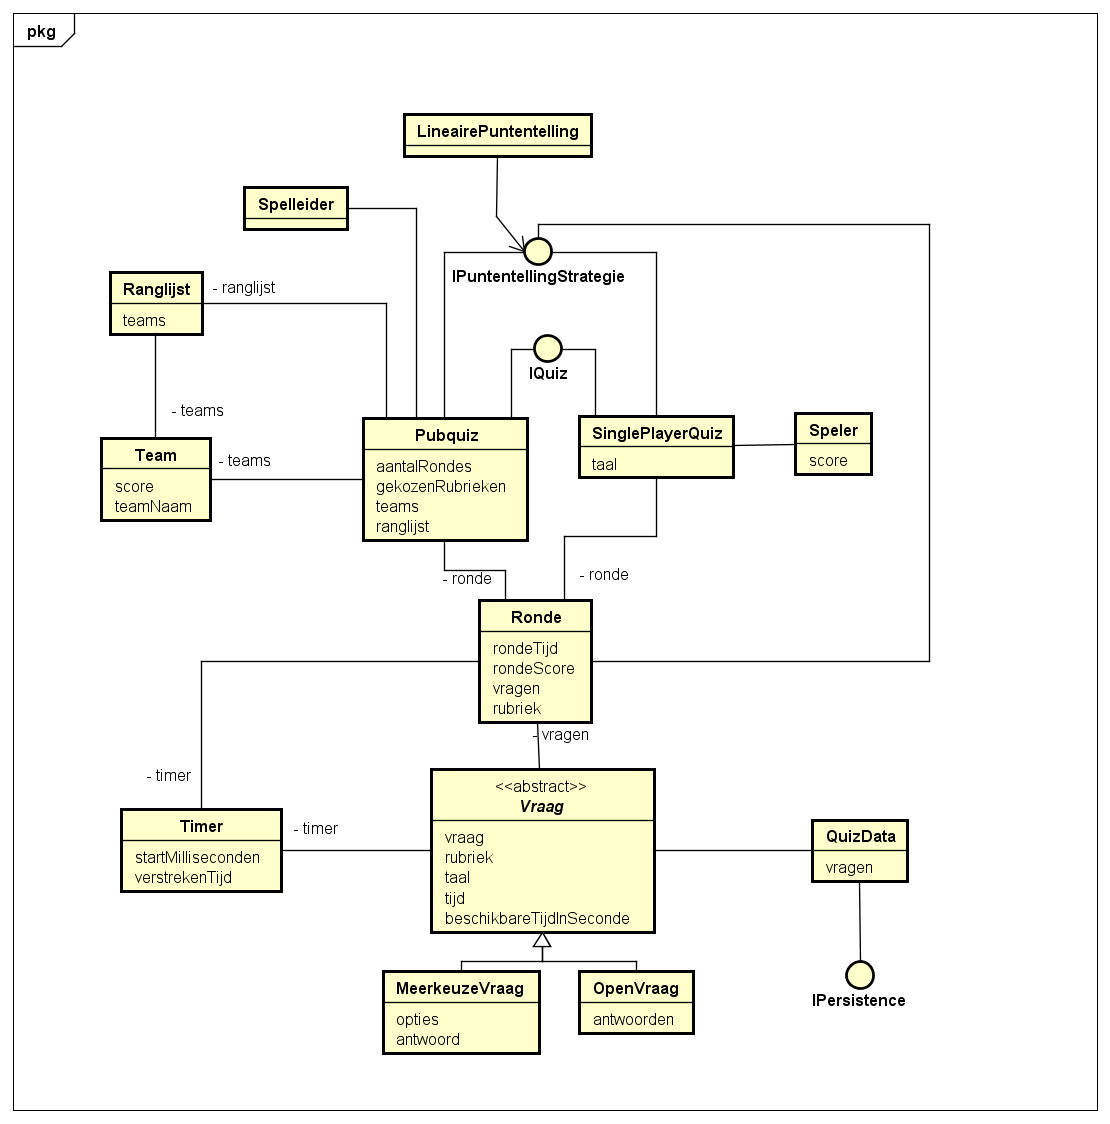 pkg
LineairePuntentelling
Spelleider
IPuntentellingStrategie
Ranglijst
- ranglijst
teams
IQuiz
- teams
Team
- teams
score
teamNaam
Pubquiz
aantalRondes
gekozenRubrieken
teams
ranglijst
SinglePlayerQuiz
taal
Speler
score
- ronde
- ronde
Ronde
rondeTijd
rondeScore
vragen
rubriek
- vragen
- timer
Timer
startMilliseconden
verstrekenTijd
- timer
<<abstract>>
Vraag
vraag
rubriek
taal
tijd
beschikbareTijdInSeconde
QuizData
vragen
MeerkeuzeVraag
opties
antwoord
OpenVraag
antwoorden
IPersistence